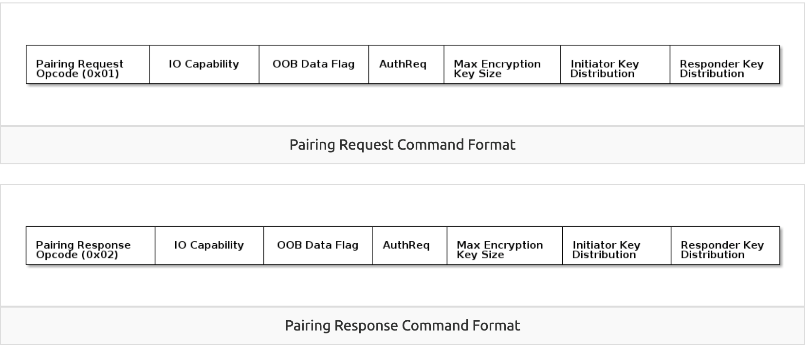 Pairing Request IO Capability OOB Data Flag AuthReq Max Encryption Initiator Key Responder Key
Opcode (0x01) Key Size Distribution Distribution
Pairing Request Command Format
Pairing Response IO Capability OOB Data Flag AuthReq Max Encryption Initiator Key Responder Key
Opcode (0x02) Key Size Distribution Distribution
Pairing Response Command Format